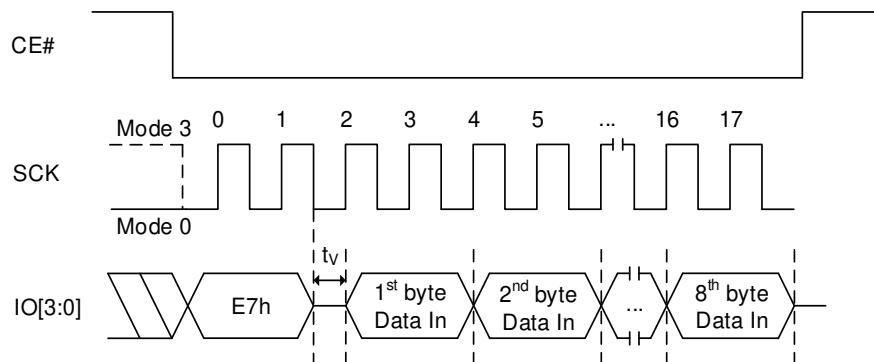 CE#
0 1 2 3 4 5 ... 16 17
Mode 3
SCK
Mode 0
tV
IO[3:0]
E7h
1st byte
Data In
2nd byte
Data In
...
8th byte
Data In